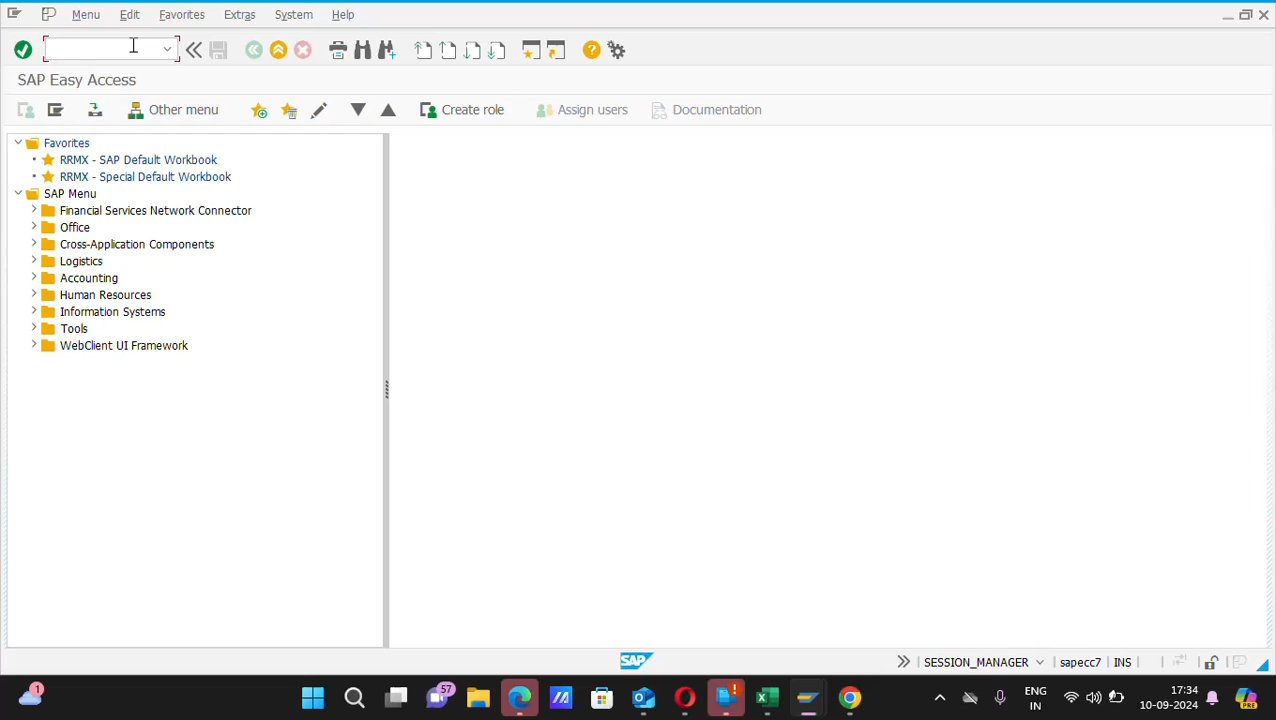 Menu Edit Favorites Extras System Help
SAP Easy Access
Other menu Create role Assign users Documentation
Favorites
RRMX - SAP Default Workbook
RRMX - Special Default Workbook
SAP Menu
Financial Services Network Connector
Office
Cross-Application Components
Logistics
Accounting
Human Resources
Information Systems
Tools
WebClient UI Framework
SAP SESSION_MANAGER sapecc7 INS
1 57 ENG 17:34
IN 10-09-2024 PRE